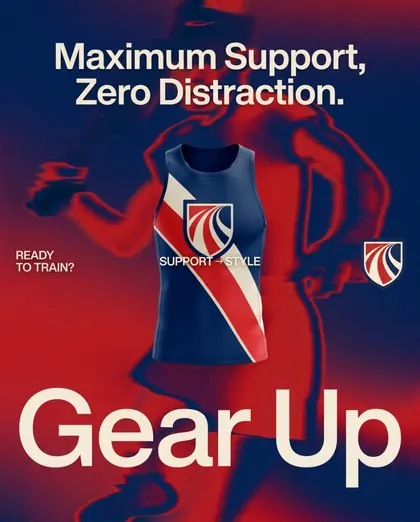 Maximum Support,
Zero Distraction.
READY
TO TRAIN?
SUPPORT→STYLE
Gear Up